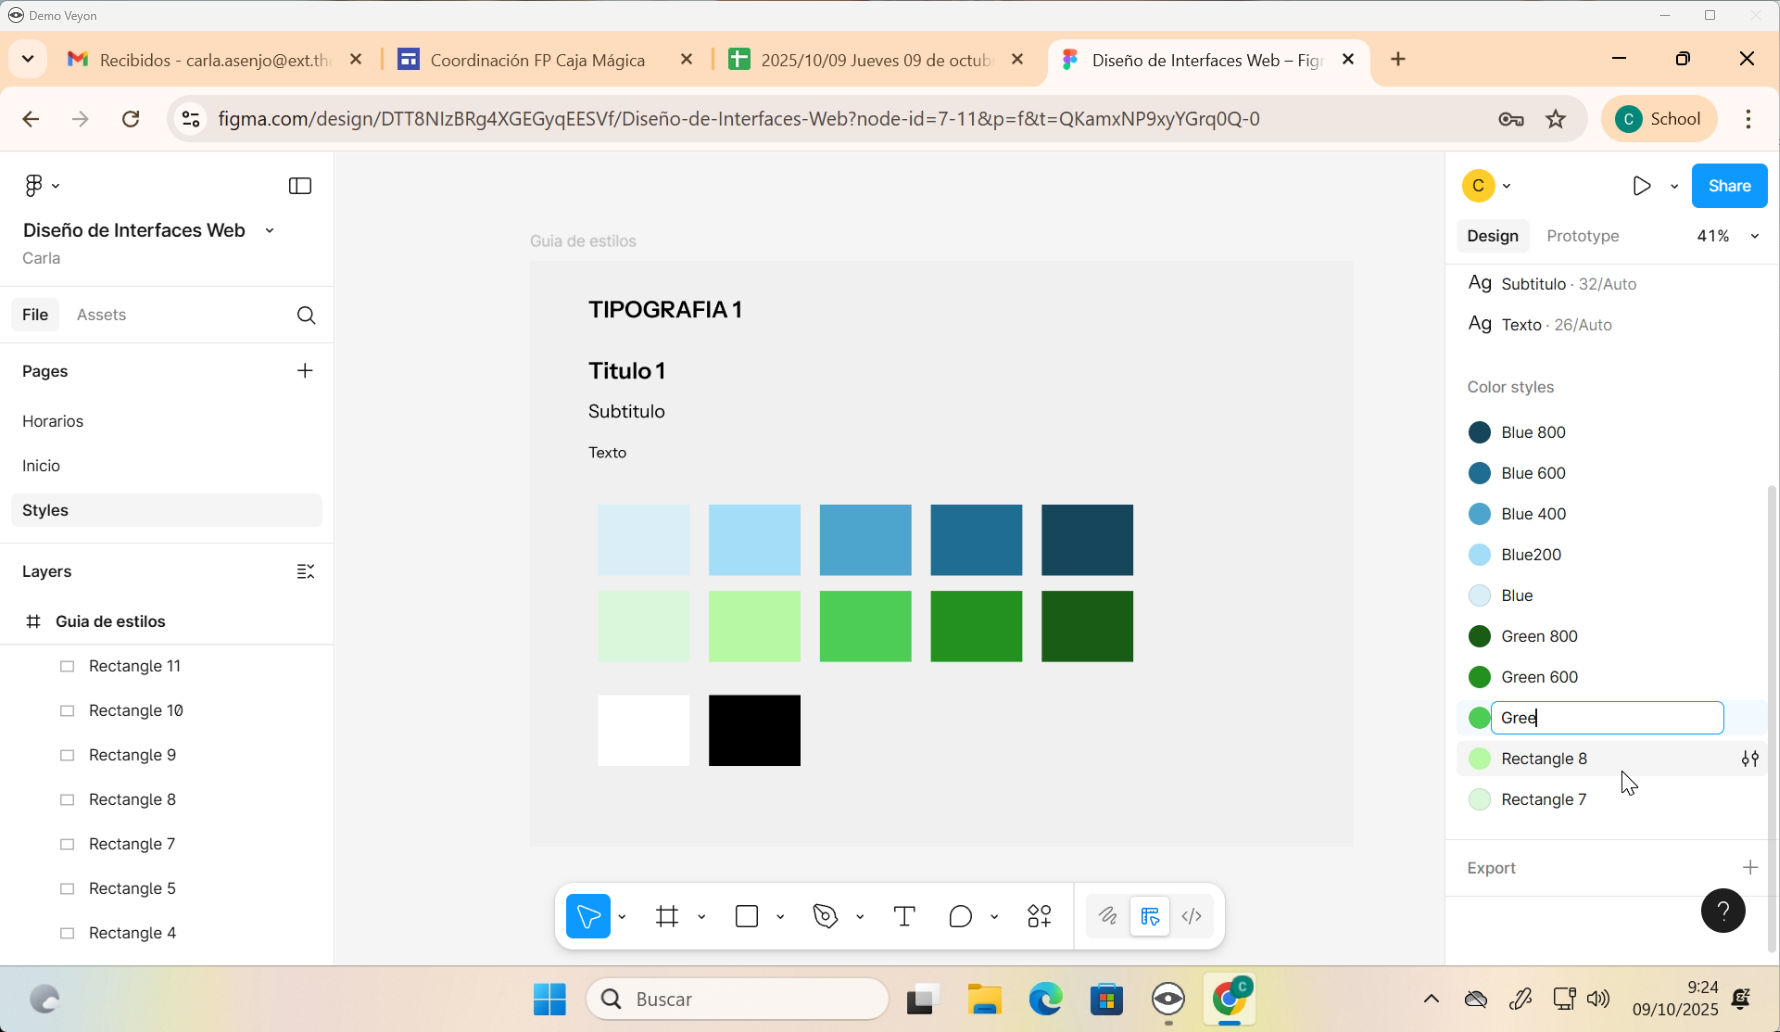 Demo Veyon
Recibidos - carla.asenjo@ext.th
Coordinación FP Caja Mágica
2025/10/09 Jueves 09 de octub
Diseño de Interfaces Web – Fig
figma.com/design/DTT8NIzBRg4XGEGyqEESVf/Diseño-de-Interfaces-Web?node-id=7-11&p=f&t=QKamxNP9xyYGrq0Q-0
C School
Diseño de Interfaces Web
Carla
File Assets
Pages
Horarios
Inicio
Styles
Layers
Guia de estilos
Rectangle 11
Rectangle 10
Rectangle 9
Rectangle 8
Rectangle 7
Rectangle 5
Rectangle 4
Guia de estilos
TIPOGRAFIA 1
Titulo 1
Subtitulo
Texto
C
Share
Design Prototype 41%
Ag Subtitulo · 32/Auto
Ag Texto · 26/Auto
Color styles
Blue 800
Blue 600
Blue 400
Blue200
Blue
Green 800
Green 600
Gree
Rectangle 8
Rectangle 7
Export
?
Buscar
C
9:24
09/10/2025